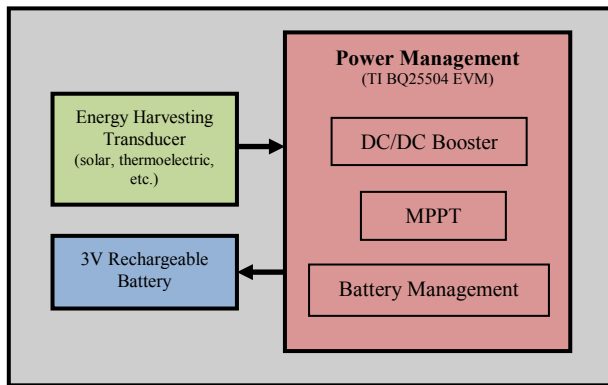 Power Management
(TI BQ25504 EVM)
Energy Harvesting
Transducer
(solar, thermoelectric,
etc.)
DC/DC Booster
MPPT
3V Rechargeable
Battery
Battery Management